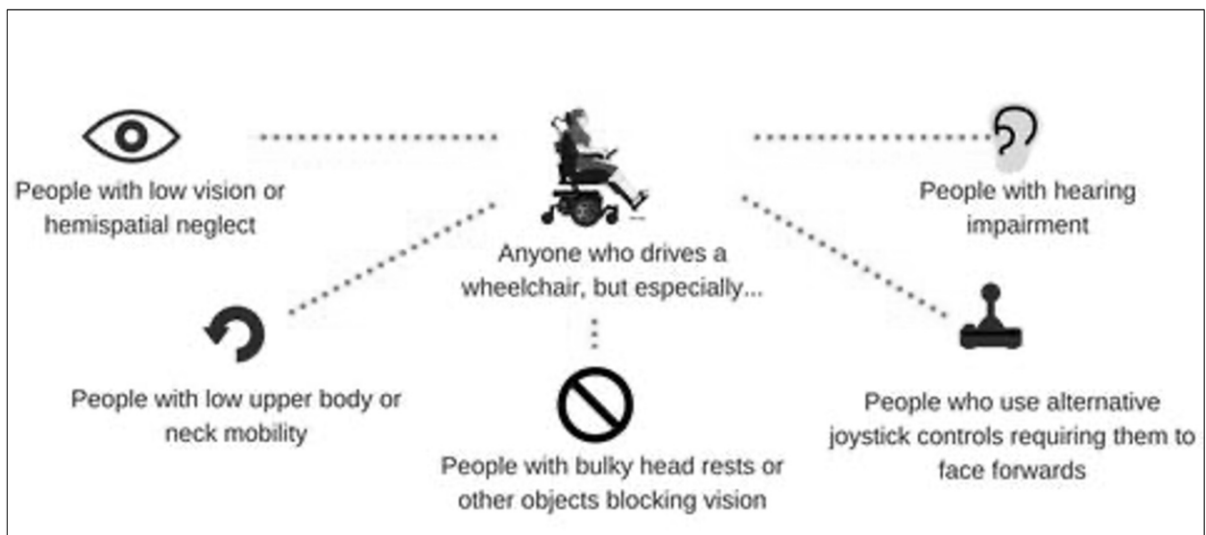 People with low vision or
hemispatial neglect
Anyone who drives a
wheelchair, but especially...
People with hearing
impairment
People with low upper body or
neck mobility
People with bulky head rests or
other objects blocking vision
People who use alternative
joystick controls requiring them to
face forwards